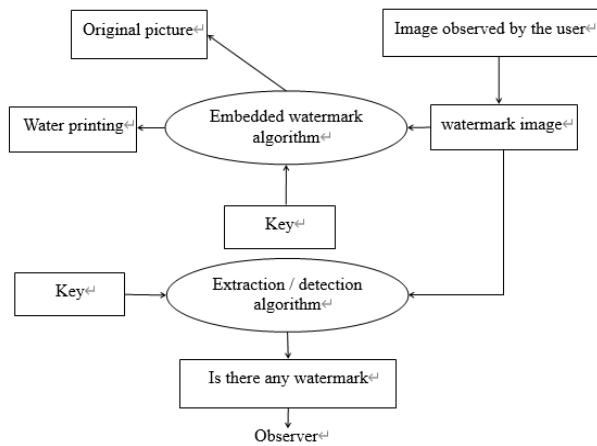 Original picture↵
Image observed by the user↵
Water printing↵
Embedded watermark↵
algorithm↵
watermark image↵
Key↵
Key↵
Extraction / detection
algorithm↵
Is there any watermark↵
Observer↵